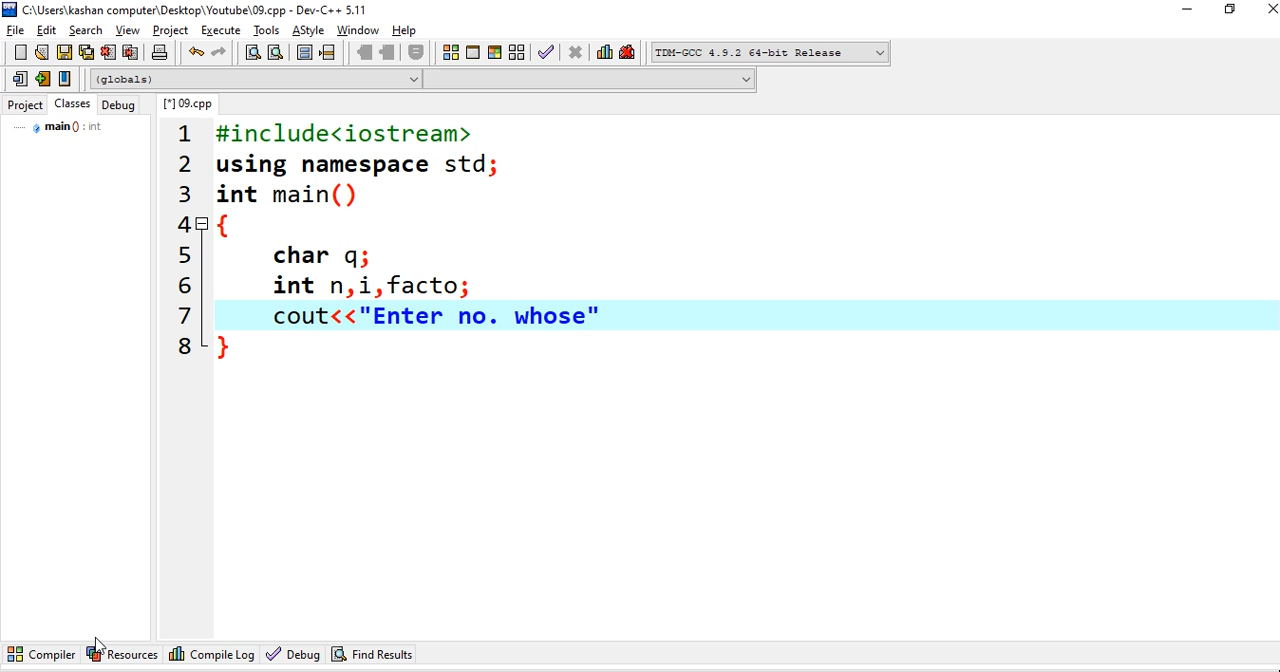 C:\Users\kashan computer\Desktop\Youtube\09.cpp - Dev-C++ 5.11
File Edit Search View Project Execute Tools AStyle Window Help
TDM-GCC 4.9.2 64-bit Release
(globals)
Project Classes Debug [*] 09.cpp
main () : int
1 #include<iostream>
2 using namespace std;
3 int main()
4 {
5 char q;
6 int n,i,facto;
7 cout<<"Enter no. whose"
8 }
Compiler Resources Compile Log Debug Find Results